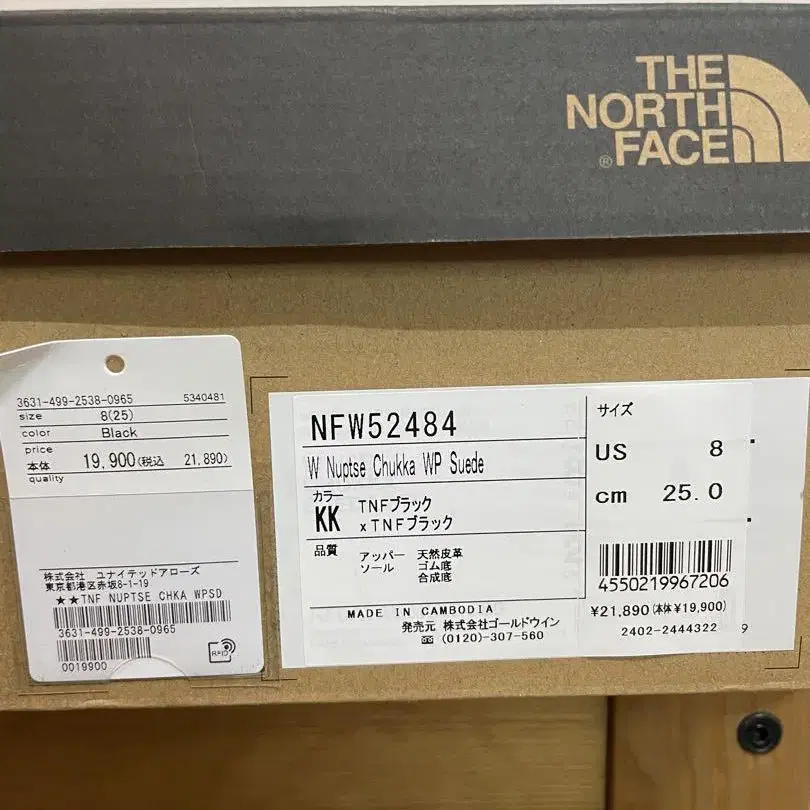 THE
NORTH
FACE
®
3631-499-2538-0965 5340481
size 8(25)
color Black
price
本体 19,900(税込 21,890)
quality
株式会社 ユナイテッドアローズ
東京都港区赤坂8-1-19
★★TNF NUPTSE CHKA WPSD
3631-499-2538-0965
0019900
RFID
NFW52484
W Nuptse Chukka WP Suede
カラー
KK TNFブラック
xTNFブラック
品質 アッパー 天然皮革
ソール ゴム底
合成底
MADE IN CAMBODIA
発売元 株式会社ゴールドウイン
☎ (0120)-307-560
サイズ
US 8
cm 25.0
4550219967206
¥21,890(本体¥19,900)
2402-2444322 9